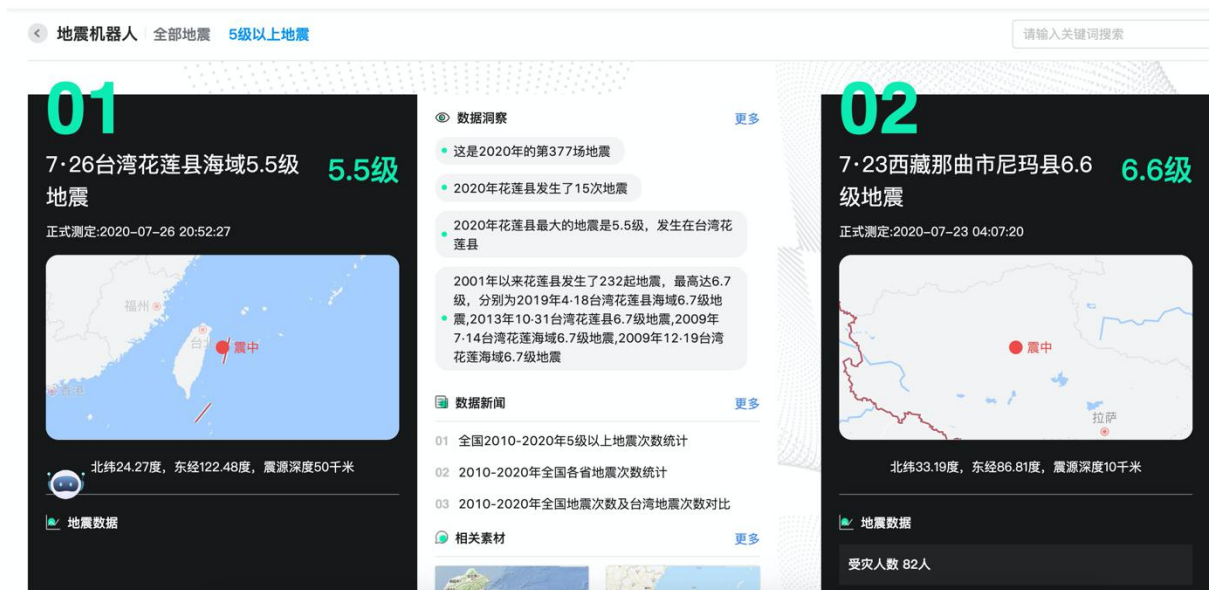 地震机器人 全部地震 5级以上地震
请输入关键词搜索
01
7·26台湾花莲县海域5.5级
地震
5.5级
正式测定:2020-07-26 20:52:27
福州
台北
香港
震中
北纬24.27度，东经122.48度，震源深度50千米
地震数据
数据洞察
更多
这是2020年的第377场地震
2020年花莲县发生了15次地震
2020年花莲县最大的地震是5.5级，发生在台湾花
莲县
2001年以来花莲县发生了232起地震，最高达6.7
级，分别为2019年4·18台湾花莲县海域6.7级地
震,2013年10·31台湾花莲县6.7级地震,2009年
7·14台湾花莲海域6.7级地震,2009年12·19台湾
花莲海域6.7级地震
数据新闻
更多
01 全国2010-2020年5级以上地震次数统计
02 2010-2020年全国各省地震次数统计
03 2010-2020年全国地震次数及台湾地震次数对比
相关素材
更多
02
7·23西藏那曲市尼玛县6.6
级地震
6.6级
正式测定:2020-07-23 04:07:20
震中
拉萨
北纬33.19度，东经86.81度，震源深度10千米
地震数据
受灾人数 82人